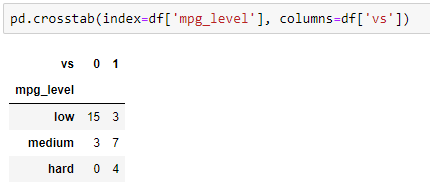 pd.crosstab(index=df['mpg_level'], columns=df['vs'])
vs 0 1
mpg_level
low 15 3
medium 3 7
hard 0 4